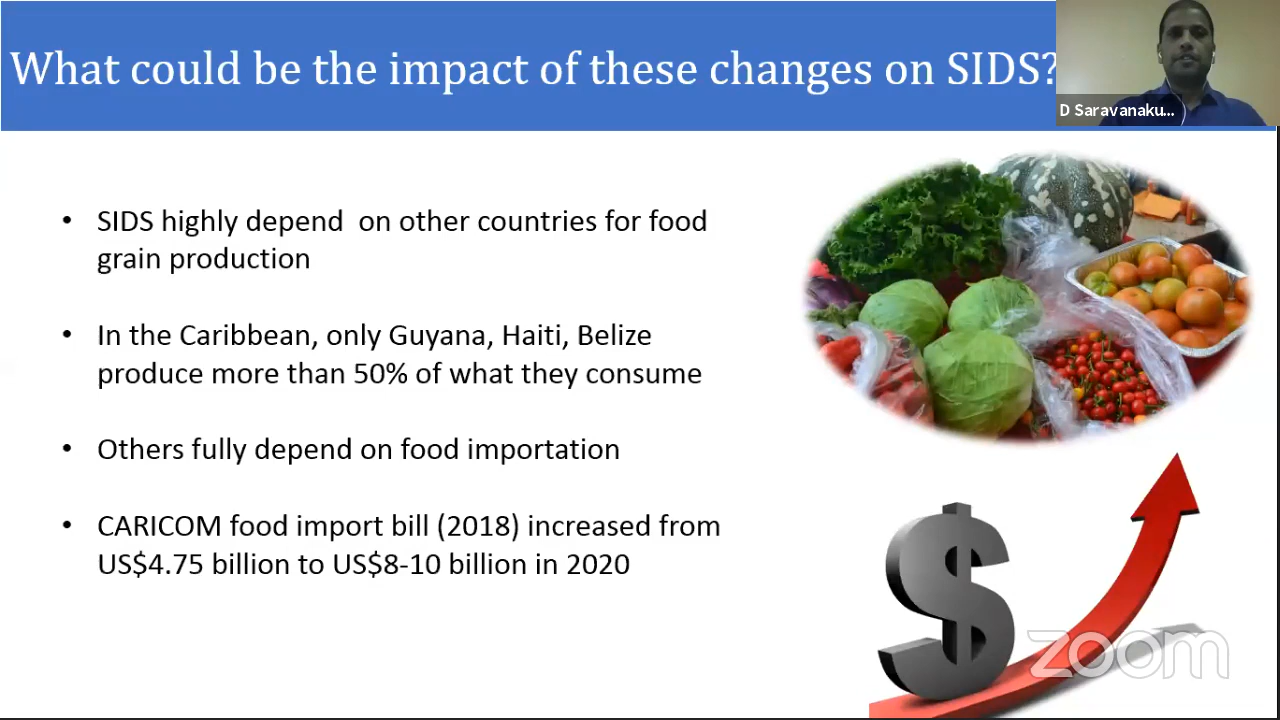 What could be the impact of these changes on SIDS?
D Saravanaku...
• SIDS highly depend  on other countries for food
grain production
• In the Caribbean, only Guyana, Haiti, Belize
produce more than 50% of what they consume
• Others fully depend on food importation
• CARICOM food import bill (2018) increased from
US$4.75 billion to US$8-10 billion in 2020
zoom